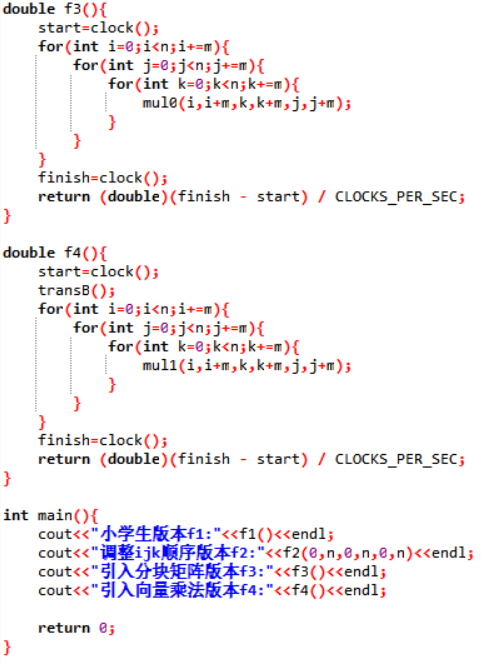 double f3(){
    start=clock();
    for(int i=0;i<n;i+=m){
        for(int j=0;j<n;j+=m){
            for(int k=0;k<n;k+=m){
                mul0(i,i+m,k,k+m,j,j+m);
            }
        }
    }
    finish=clock();
    return (double)(finish - start) / CLOCKS_PER_SEC;
}
double f4(){
    start=clock();
    transB();
    for(int i=0;i<n;i+=m){
        for(int j=0;j<n;j+=m){
            for(int k=0;k<n;k+=m){
                mul1(i,i+m,k,k+m,j,j+m);
            }
        }
    }
    finish=clock();
    return (double)(finish - start) / CLOCKS_PER_SEC;
}
int main(){
    cout<<"小学生版本f1:"<<f1()<<endl;
    cout<<"调整ijk顺序版本f2:"<<f2(0,n,0,n,0,n)<<endl;
    cout<<"引入分块矩阵版本f3:"<<f3()<<endl;
    cout<<"引入向量乘法版本f4:"<<f4()<<endl;
    return 0;
}